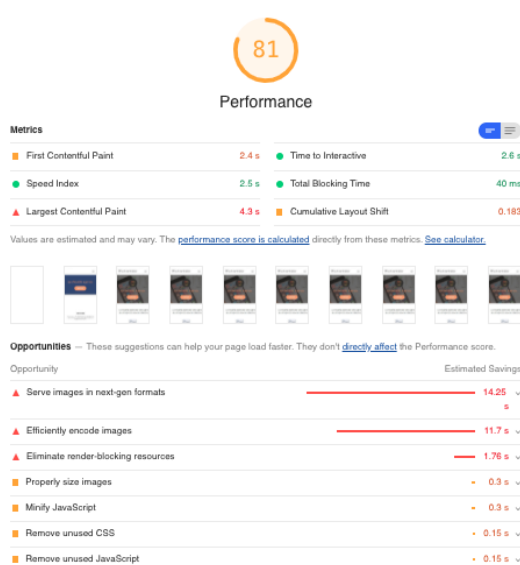 81
Performance
Metrics
First Contentful Paint 2.4 s
Time to Interactive 2.6 s
Speed Index 2.5 s
Total Blocking Time 40 ms
Largest Contentful Paint 4.3 s
Cumulative Layout Shift 0.183
Values are estimated and may vary. The performance score is calculated directly from these metrics. See calculator.
Opportunities — These suggestions can help your page load faster. They don't directly affect the Performance score.
Opportunity Estimated Savings
Serve images in next-gen formats 14.25
s
Efficiently encode images 11.7 s
Eliminate render-blocking resources 1.76 s
Properly size images 0.3 s
Minify JavaScript 0.3 s
Remove unused CSS 0.15 s
Remove unused JavaScript 0.15 s